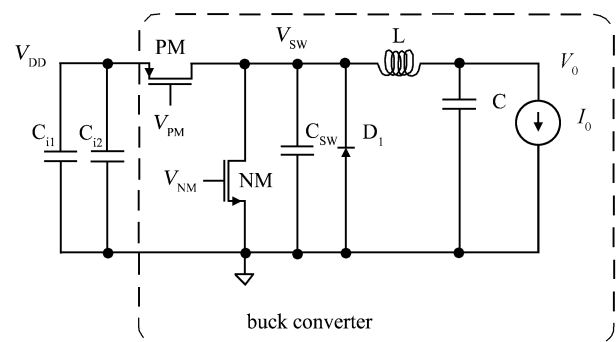 PM
V_SW
L
V_DD
V_0
C_i1
C_i2
V_PM
C_SW
D_1
C
I_0
V_NM
NM
buck converter